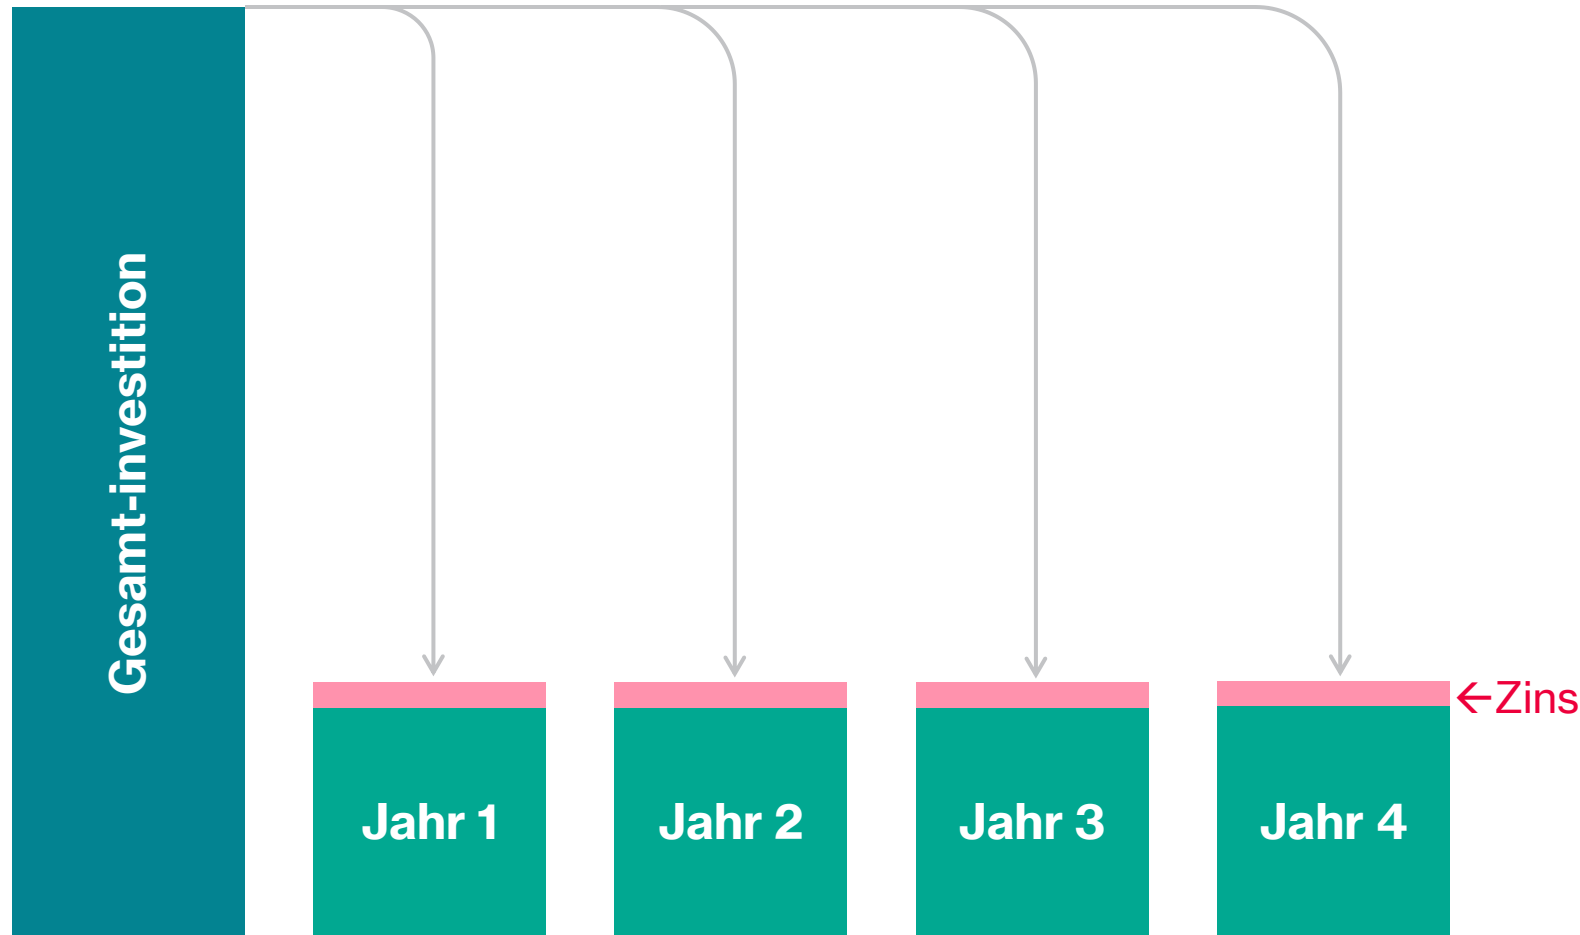 Gesamt-investition
Jahr 1
Jahr 2
Jahr 3
Jahr 4
←Zins